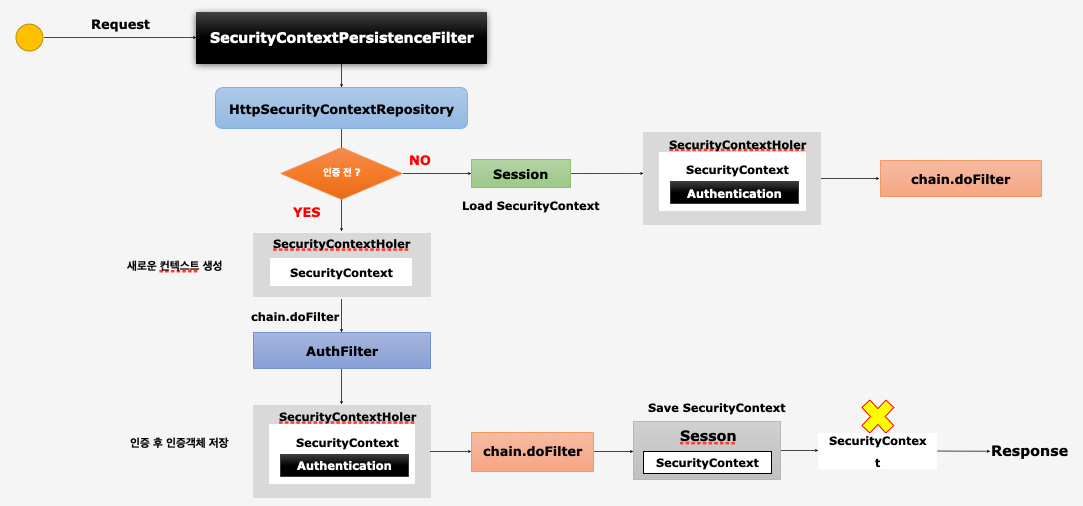 Request
SecurityContextPersistenceFilter
HttpSecurityContextRepository
인증 전 ?
NO
YES
Session
Load SecurityContext
SecurityContextHoler
SecurityContext
Authentication
chain.doFilter
새로운 컨텍스트 생성
SecurityContextHoler
SecurityContext
chain.doFilter
AuthFilter
인증 후 인증객체 저장
SecurityContextHoler
SecurityContext
Authentication
chain.doFilter
Save SecurityContext
Sesson
SecurityContext
SecurityContex
t
Response